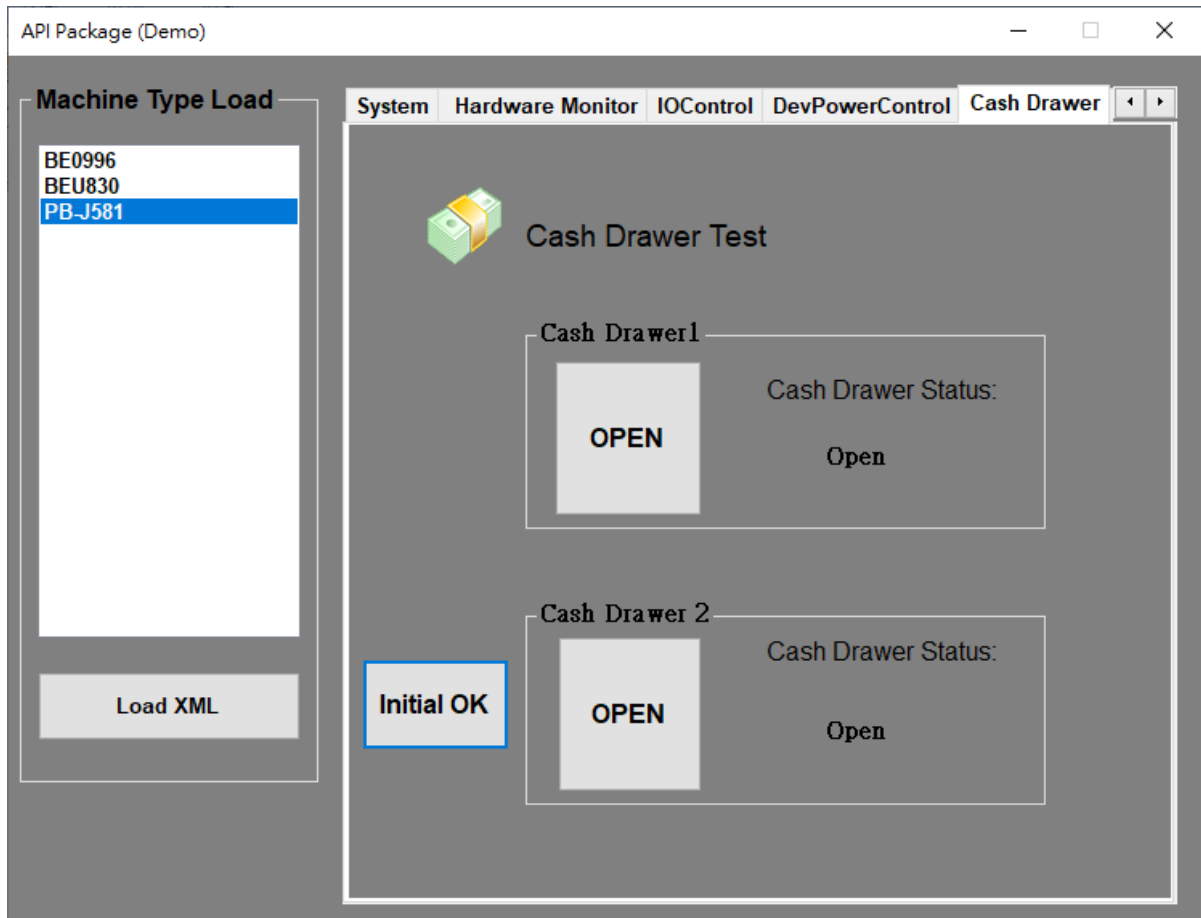 API Package (Demo)
Machine Type Load
BE0996
BEU830
PB-J581
Load XML
System Hardware Monitor IOControl DevPowerControl Cash Drawer
Cash Drawer Test
Cash Drawer1
OPEN
Cash Drawer Status:
Open
Initial OK
Cash Drawer 2
OPEN
Cash Drawer Status:
Open